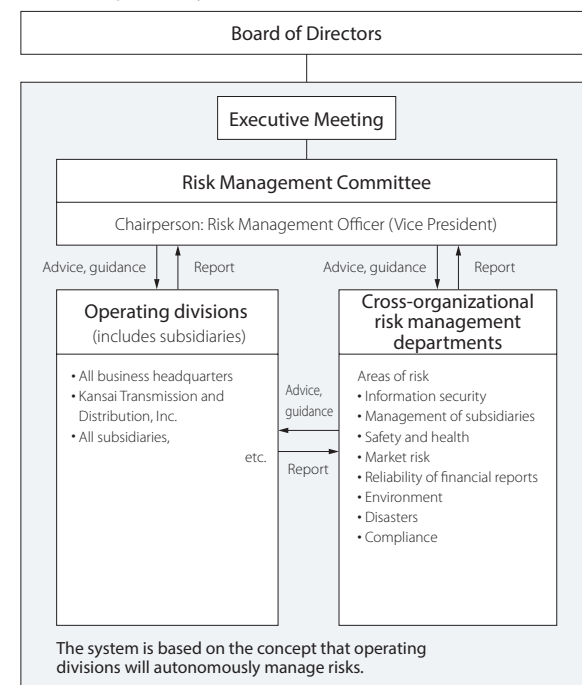 Board of Directors
Executive Meeting
Risk Management Committee
Chairperson: Risk Management Officer (Vice President)
Advice, guidance
Report
Advice, guidance
Report
Operating divisions
(includes subsidiaries)
• All business headquarters
• Kansai Transmission and
Distribution, Inc.
• All subsidiaries,
etc.
Advice,
guidance
Report
Cross-organizational
risk management
departments
Areas of risk
• Information security
• Management of subsidiaries
• Safety and health
• Market risk
• Reliability of financial reports
• Environment
• Disasters
• Compliance
The system is based on the concept that operating
divisions will autonomously manage risks.